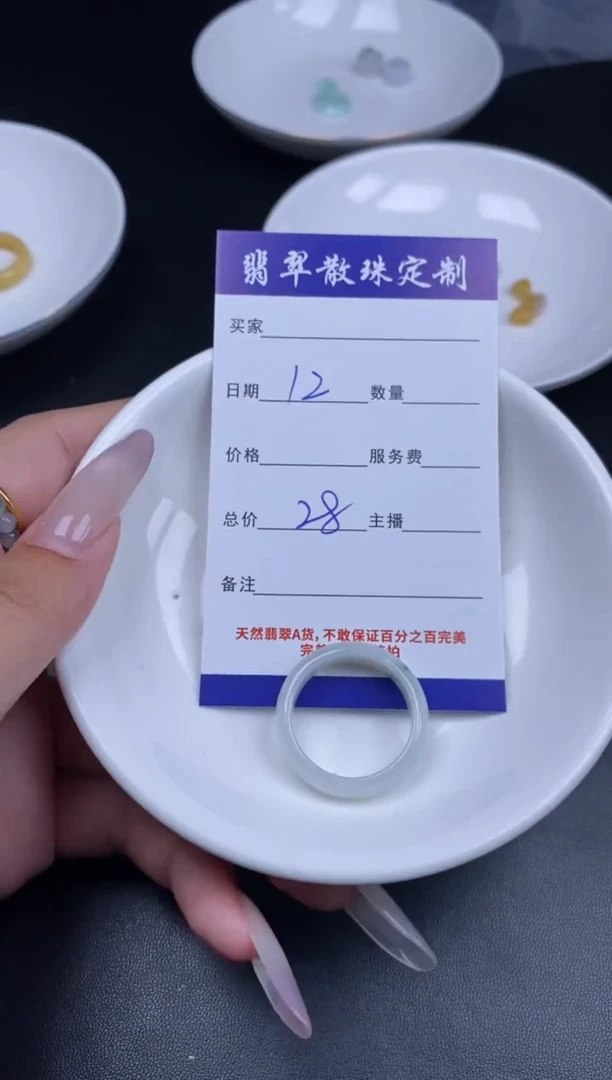 翡翠散珠定制
买家
日期 12 数量
价格 服务费
总价 28 主播
备注
天然翡翠A货,不敢保证百分之百完美
完 拍